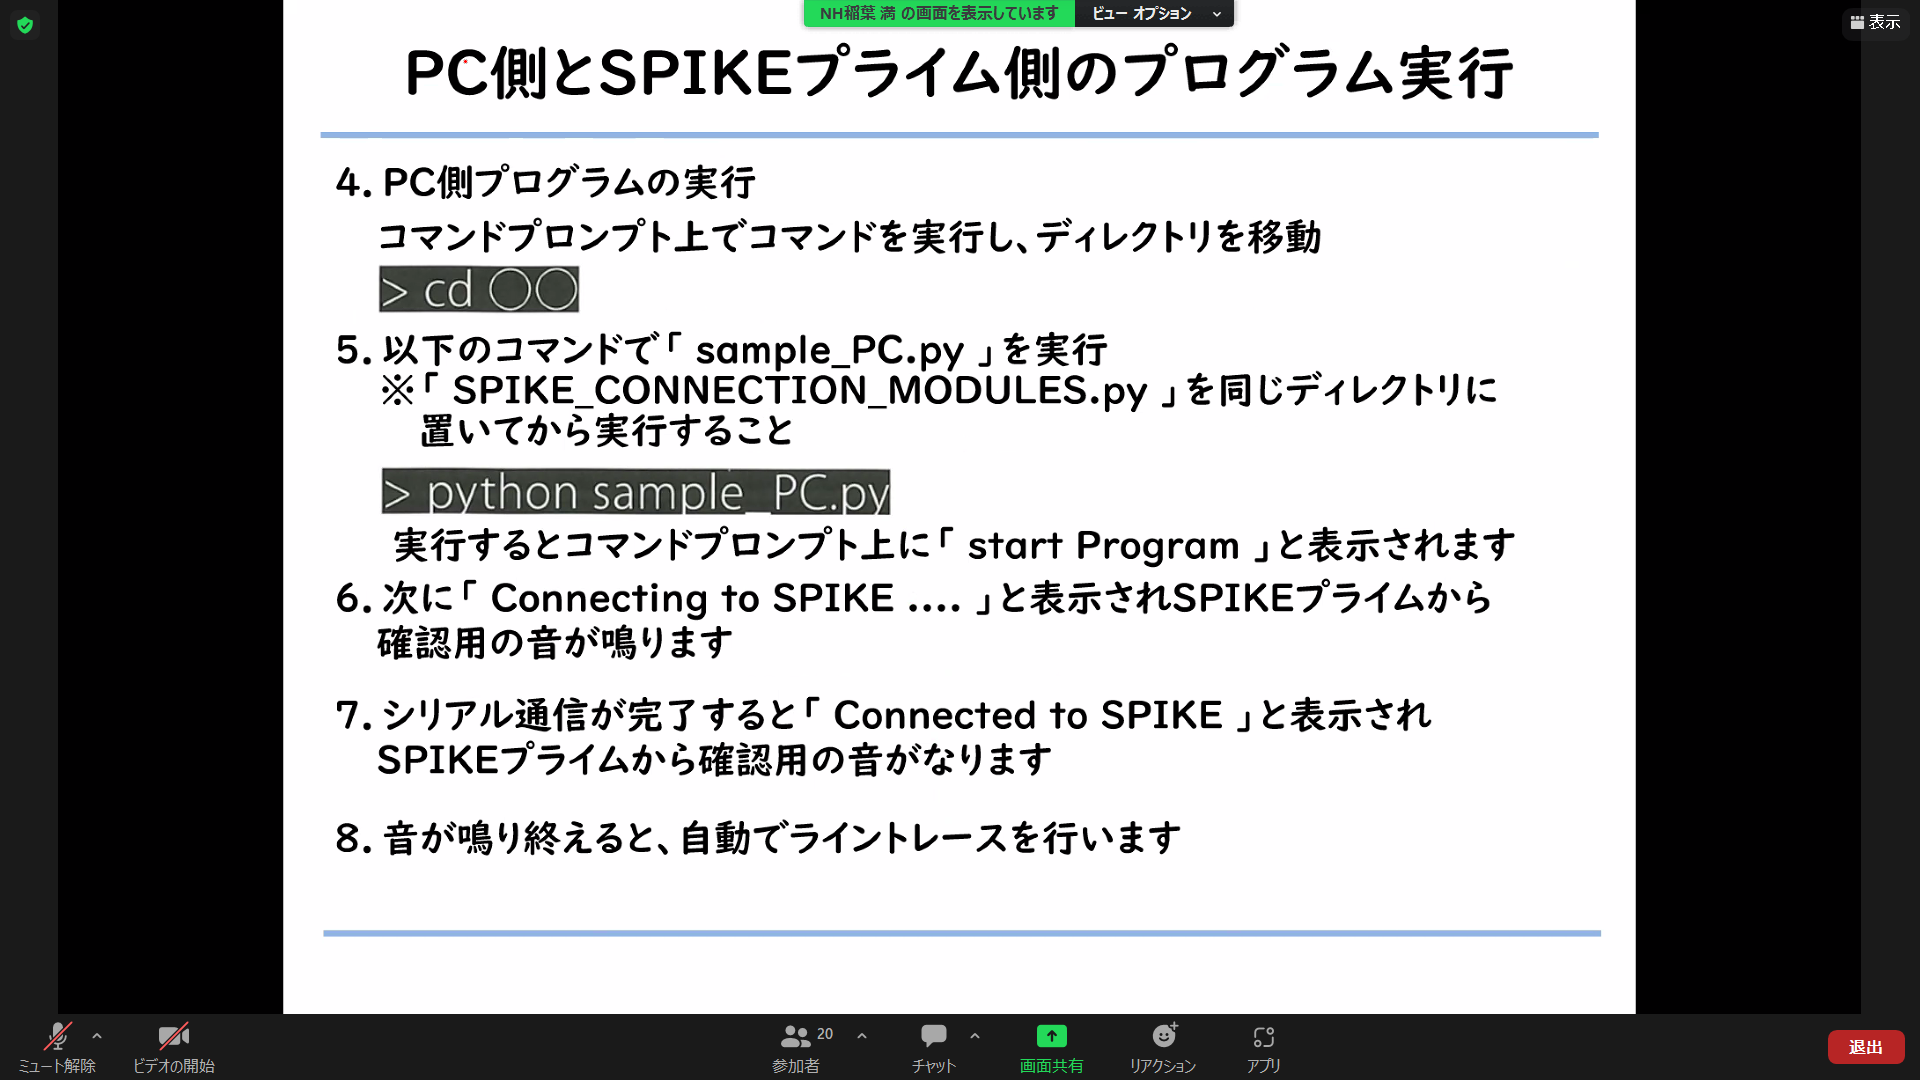 NH稲葉 満 の画面を表示しています ビュー オプション
表示
PC側とSPIKEプライム側のプログラム実行
4. PC側プログラムの実行
コマンドプロンプト上でコマンドを実行し、ディレクトリを移動
> cd ○○
5. 以下のコマンドで「 sample_PC.py 」を実行
※「 SPIKE_CONNECTION_MODULES.py 」を同じディレクトリに
置いてから実行すること
> python sample_PC.py
実行するとコマンドプロンプト上に「 start Program 」と表示されます
6. 次に「 Connecting to SPIKE .... 」と表示されSPIKEプライムから
確認用の音が鳴ります
7. シリアル通信が完了すると「 Connected to SPIKE 」と表示され
SPIKEプライムから確認用の音がなります
8. 音が鳴り終えると、自動でライントレースを行います
20
ミュート解除 ビデオの開始 参加者 チャット 画面共有 リアクション アプリ 退出